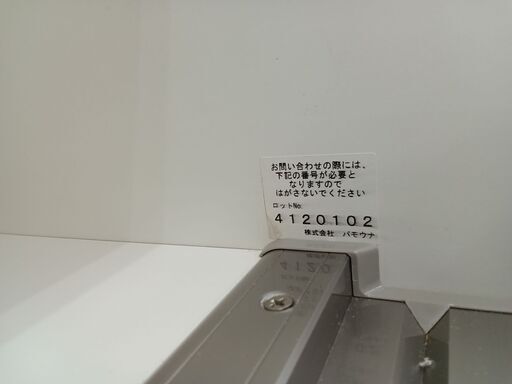 お問い合わせの際には、
下記の番号が必要と
なりますので
はがさないでください
ロットNo:
4120102
株式会社 パモウナ